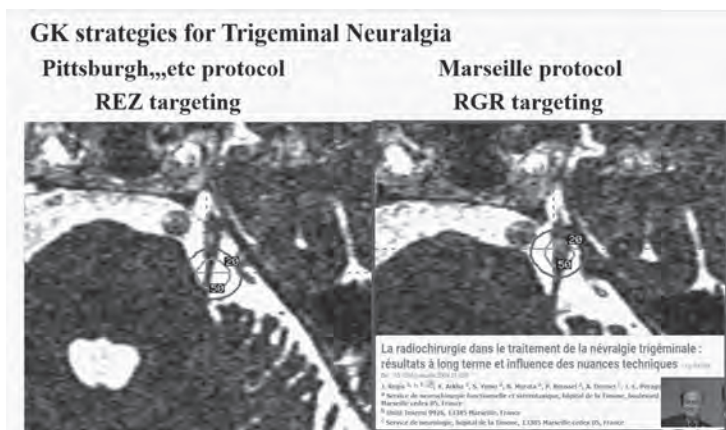 GK strategies for Trigeminal Neuralgia
Pittsburgh,,,etc protocol
REZ targeting
Marseille protocol
RGR targeting
20
50
20
50
La radiochirurgie dans le traitement de la névralgie trigéminale :
résultats à long terme et influence des nuances techniques
J. Régis
Service de neurochirurgie fonctionnelle et stéréotaxique, hôpital de la Timone, boulevard
Marseille cedex 05, France
Unité Inserm 9926, 13385 Marseille, France
Service de neurologie, hôpital de la Timone, 13385 Marseille cedex 05, France